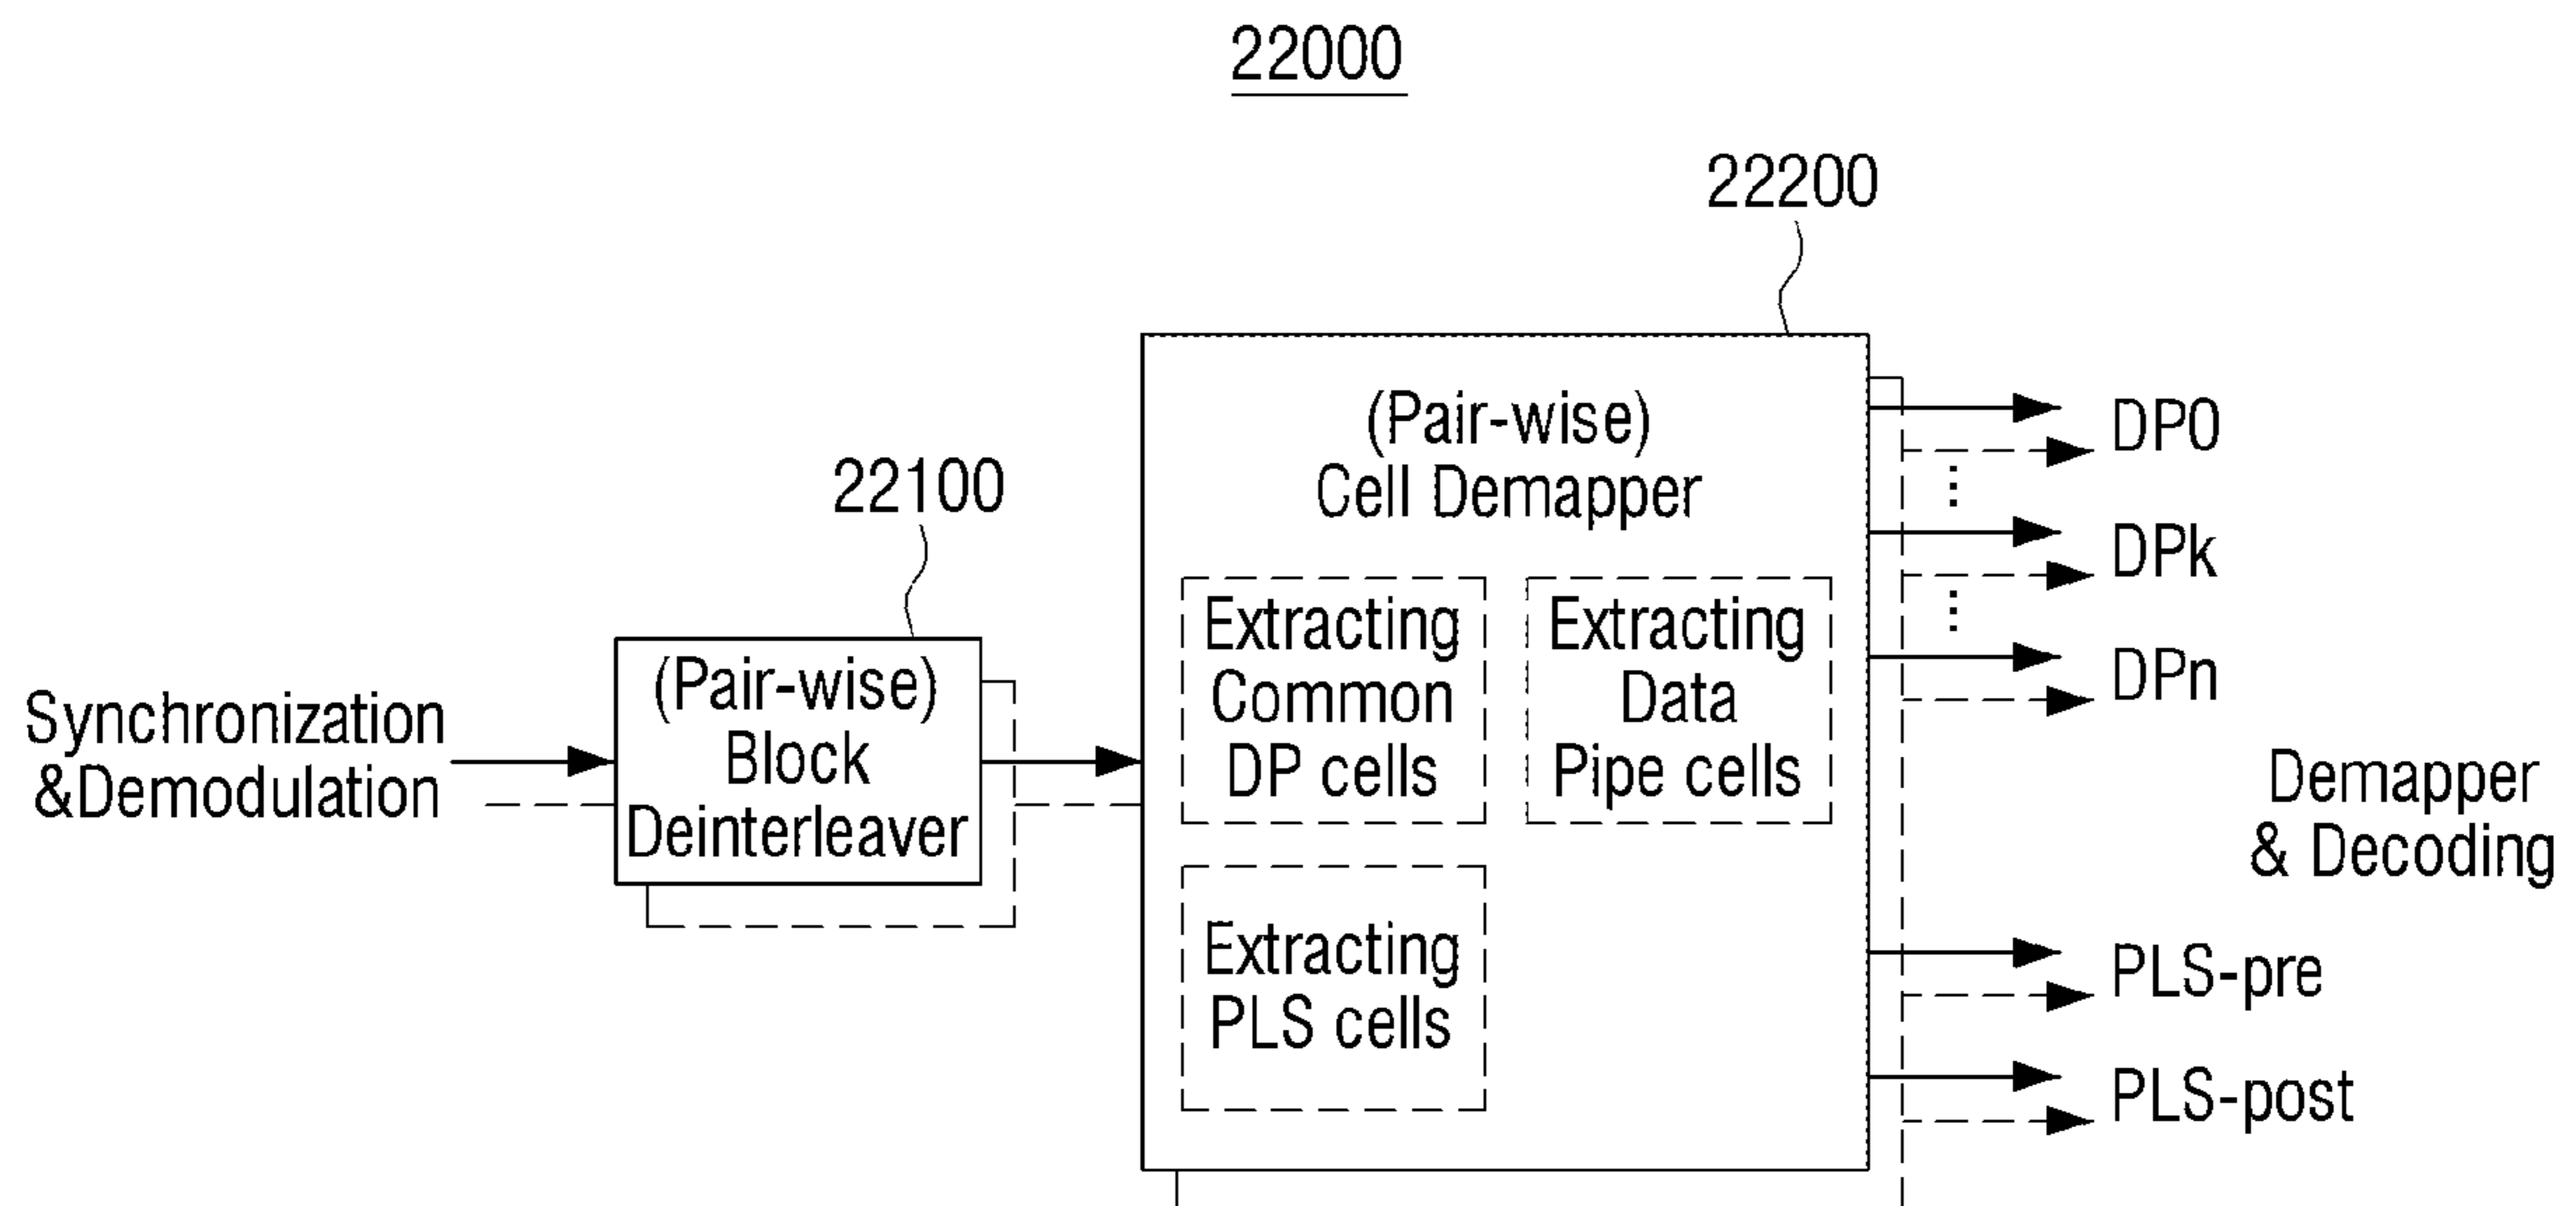 22000
22200
22100
Synchronization
&Demodulation
(Pair-wise)
Block
Deinterleaver
(Pair-wise)
Cell Demapper
Extracting
Common
DP cells
Extracting
Data
Pipe cells
Extracting
PLS cells
DP0
DPk
DPn
Demapper
& Decoding
PLS-pre
PLS-post